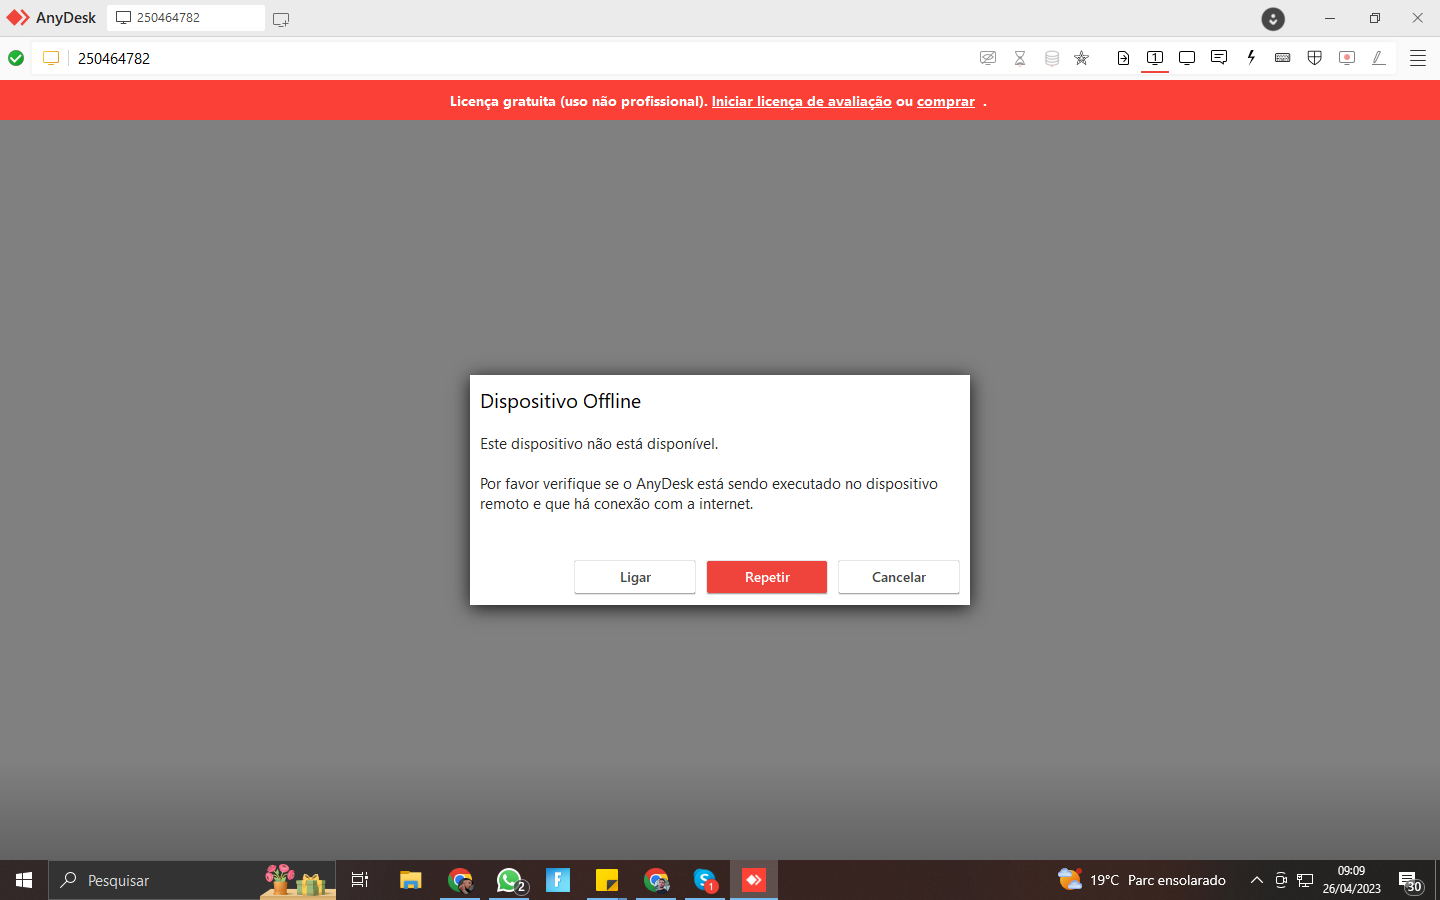 AnyDesk
250464782
250464782
1
Licença gratuita (uso não profissional). Iniciar licença de avaliação ou comprar .
Dispositivo Offline
Este dispositivo não está disponível.
Por favor verifique se o AnyDesk está sendo executado no dispositivo
remoto e que há conexão com a internet.
Ligar
Repetir
Cancelar
Pesquisar
2
F
S
1
19°C Parc ensolarado
09:09
26/04/2023
30